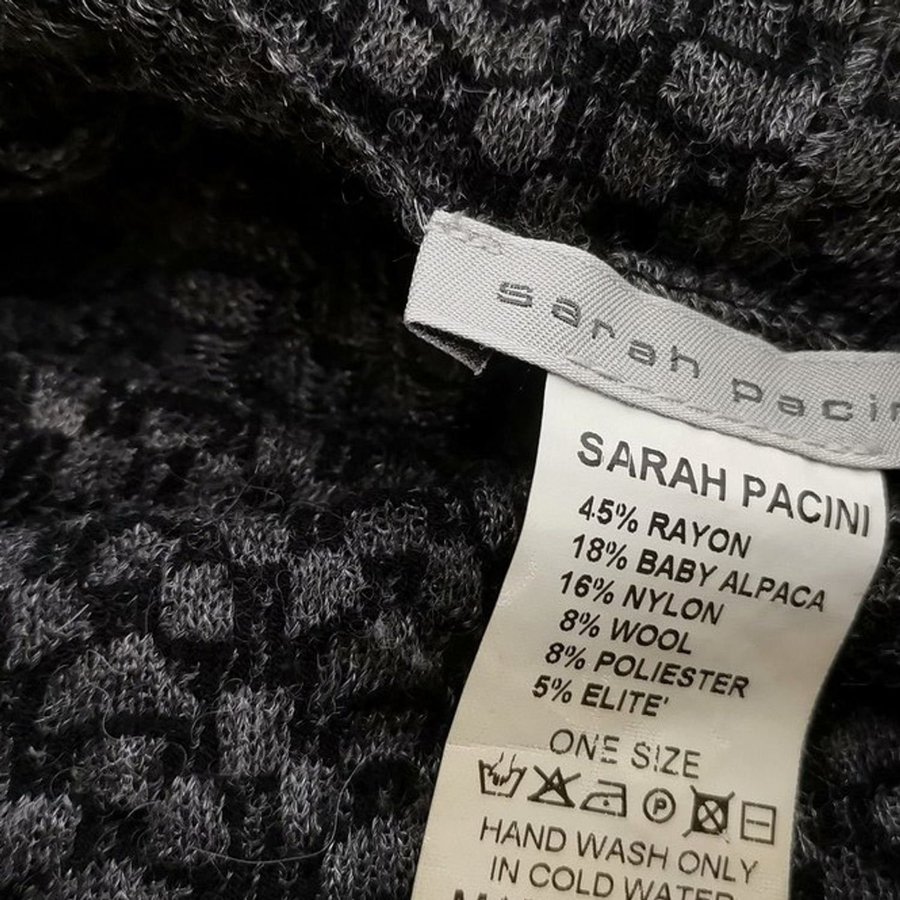 sarah pacin
SARAH PACINI
45% RAYON
18% BABY ALPACA
16% NYLON
8% WOOL
8% POLIESTER
5% ELITE'
ONE SIZE
P
HAND WASH ONLY
IN COLD WATER